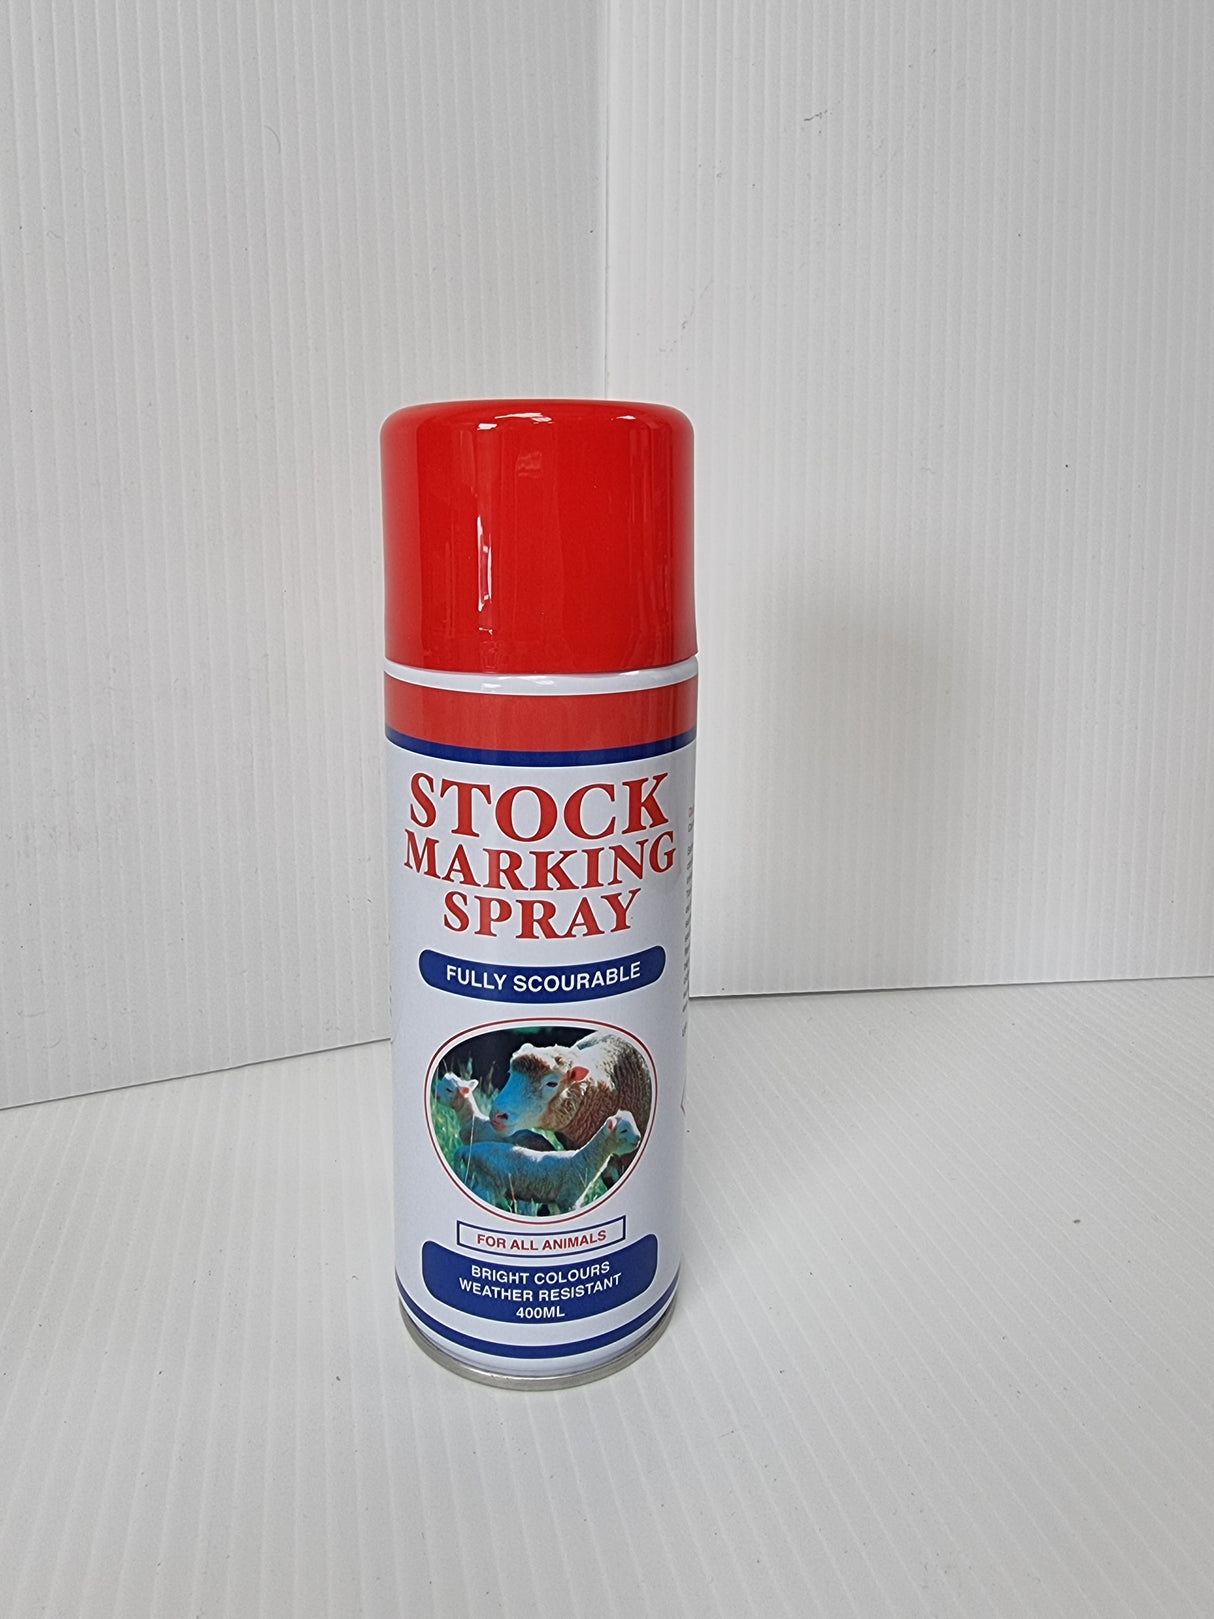 STOCK
MARKING
SPRAY
FULLY SCOURABLE
FOR ALL ANIMALS
BRIGHT COLOURS
WEATHER RESISTANT
400ML